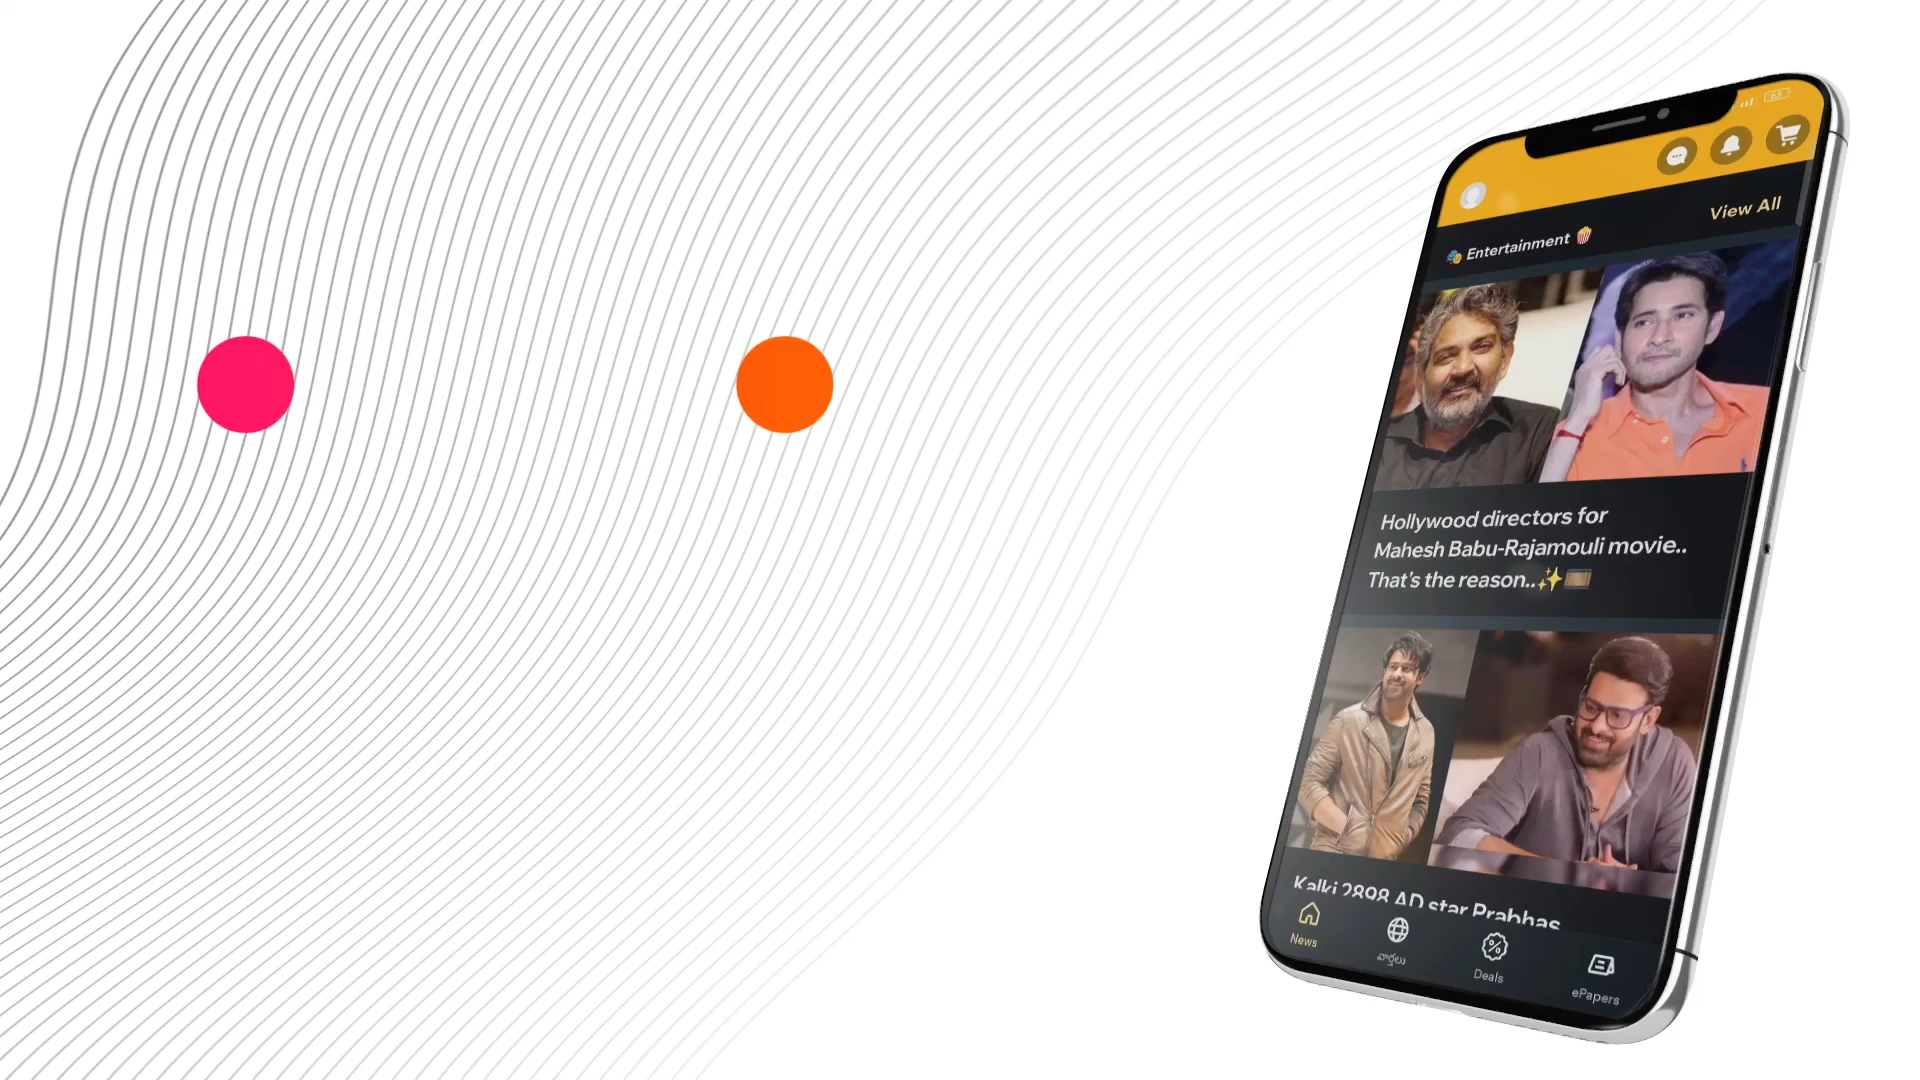 68
View All
🎭 Entertainment 🍿
Hollywood directors for
Mahesh Babu-Rajamouli movie..
That's the reason..✨🎞️
Kalki 2898 AD star Prabhas
News
వార్తలు
Deals
ePapers